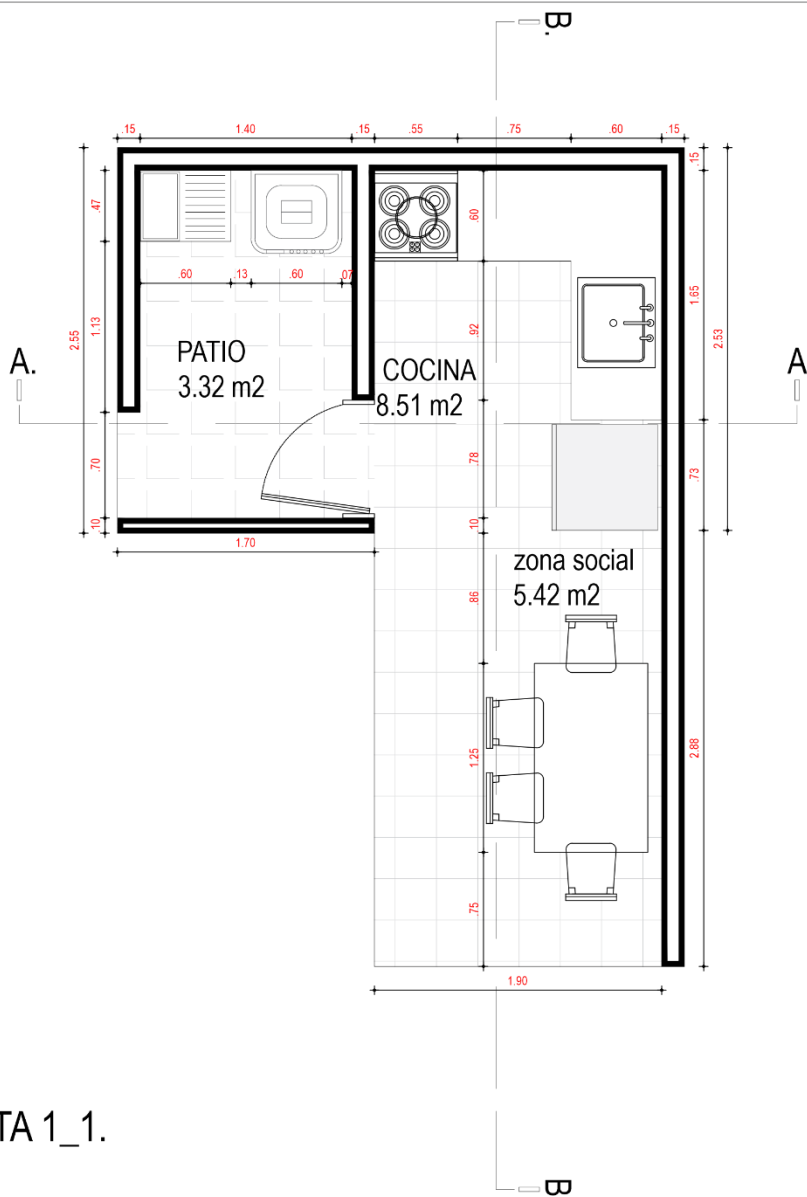 B.
.15
1.40
.15
.55
.75
.60
.15
.15
.47
.60
.60
.13
.60
.07
1.65
2.55
1.13
.92
2.53
PATIO
3.32 m2
COCINA
8.51 m2
A.
A
.70
.78
.73
.10
.10
1.70
zona social
5.42 m2
.86
1.25
2.88
.75
1.90
TA 1_1.
B